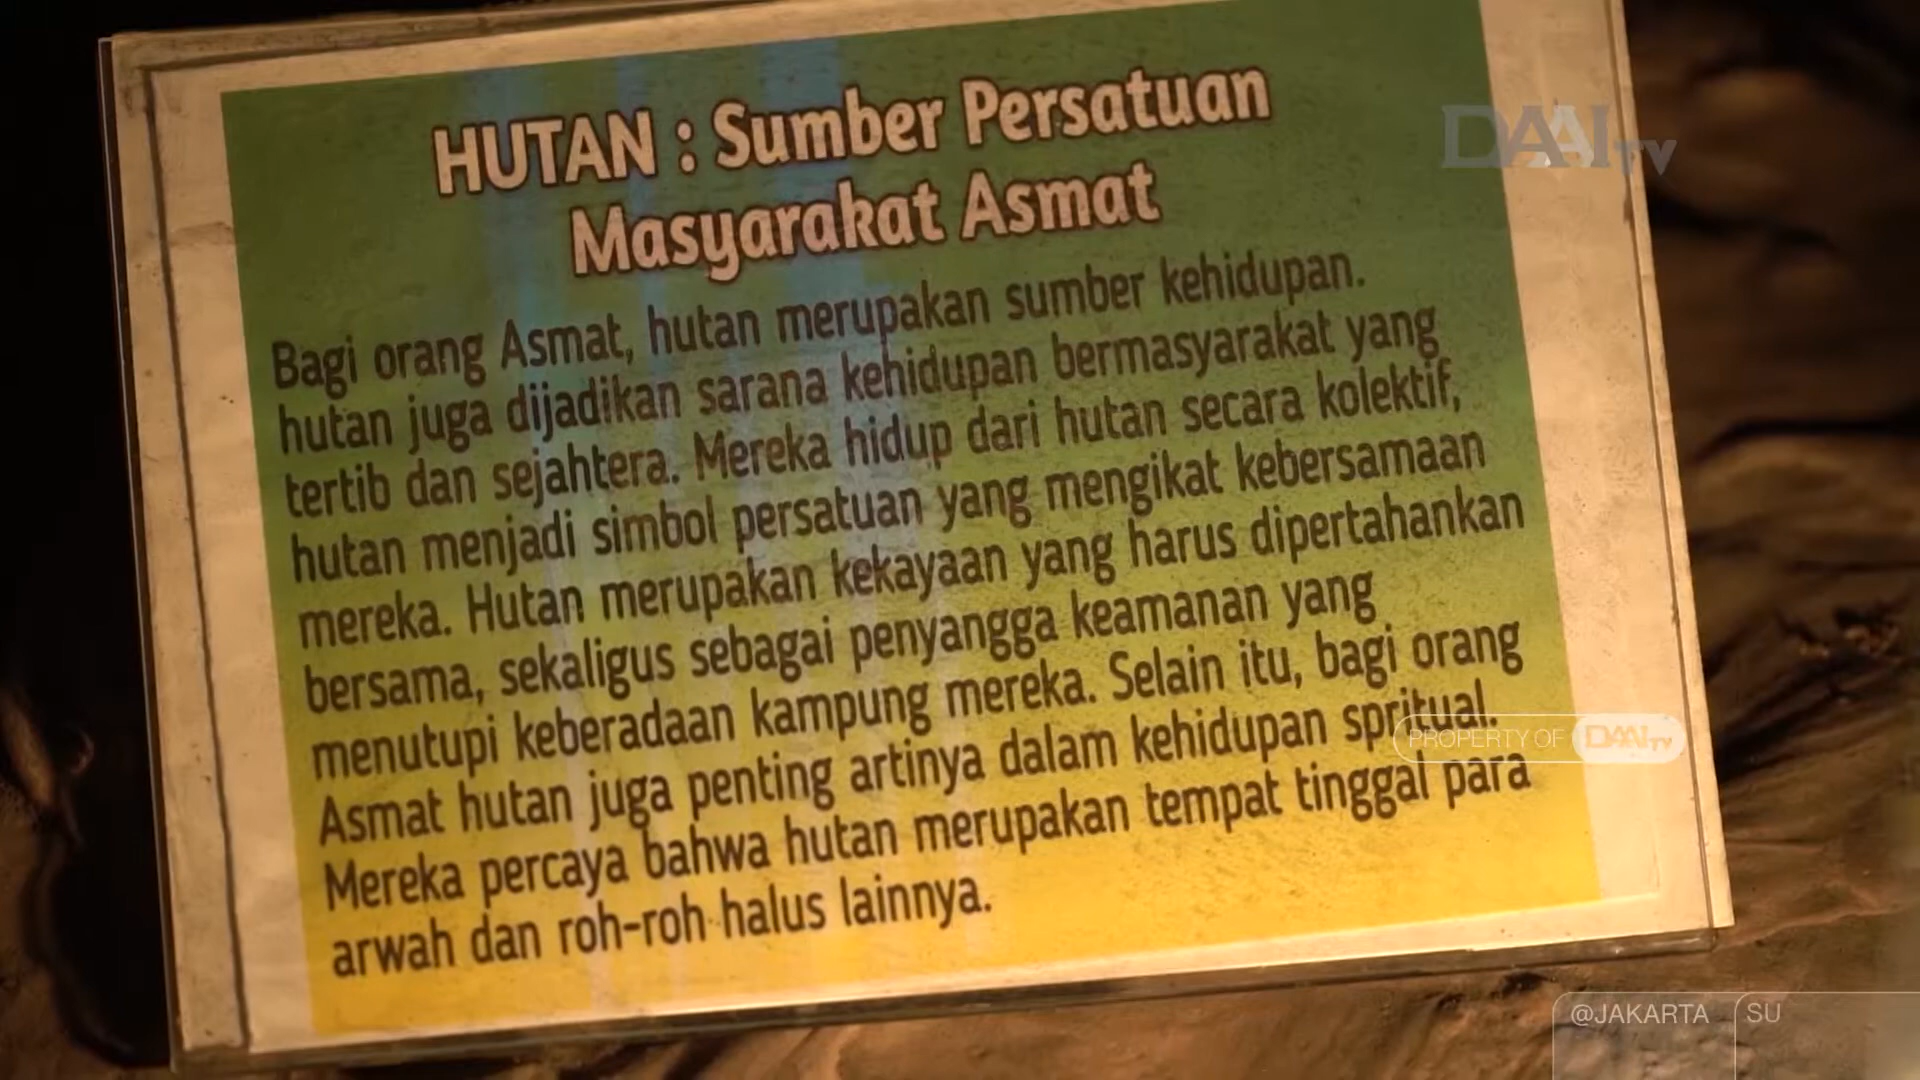 HUTAN : Sumber Persatuan
Masyarakat Asmat
Bagi orang Asmat, hutan merupakan sumber kehidupan.
hutan juga dijadikan sarana kehidupan bermasyarakat yang
tertib dan sejahtera. Mereka hidup dari hutan secara kolektif,
hutan menjadi simbol persatuan yang mengikat kebersamaan
mereka. Hutan merupakan kekayaan yang harus dipertahankan
bersama, sekaligus sebagai penyangga keamanan yang
menutupi keberadaan kampung mereka. Selain itu, bagi orang
Asmat hutan juga penting artinya dalam kehidupan spritual.
Mereka percaya bahwa hutan merupakan tempat tinggal para
arwah dan roh-roh halus lainnya.
DAAI TV
PROPERTY OF DAAI TV
@JAKARTA SU